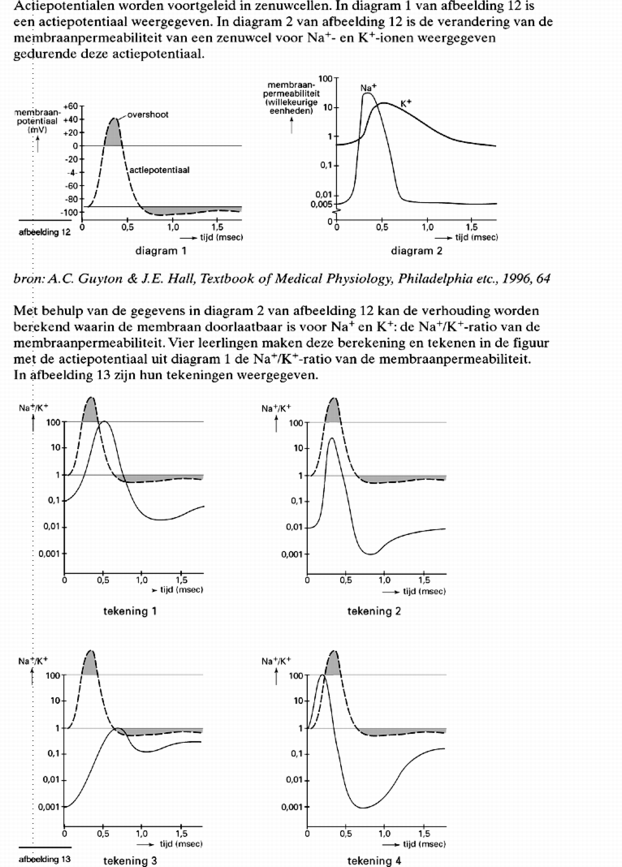 Actiepotentialen worden voortgeleid in zenuwcellen. In diagram 1 van afbeelding 12 is
een actiepotentiaal weergegeven. In diagram 2 van afbeelding 12 is de verandering van de
membraanpermeabiliteit van een zenuwcel voor Na+- en K+-ionen weergegeven
gedurende deze actiepotentiaal.
membraan-
potentiaal
(mV)
+60
+40
+20
0
-20
-4
-60
-80
-100
overshoot
actiepotentiaal
0
0,5
1,0
1,5
tijd (msec)
afbeelding 12
diagram 1
membraan-
permeabiliteit
(willekeurige
eenheden)
100
10
1
0,1
0,01
0,005
0
Na+
K+
0
0,5
1,0
1,5
tijd (msec)
diagram 2
bron: A.C. Guyton & J.E. Hall, Textbook of Medical Physiology, Philadelphia etc., 1996, 64
Met behulp van de gegevens in diagram 2 van afbeelding 12 kan de verhouding worden
berekend waarin de membraan doorlaatbaar is voor Na+ en K+: de Na+/K+-ratio van de
membraanpermeabiliteit. Vier leerlingen maken deze berekening en tekenen in de figuur
met de actiepotentiaal uit diagram 1 de Na+/K+-ratio van de membraanpermeabiliteit.
In afbeelding 13 zijn hun tekeningen weergegeven.
Na+/K+
100
10
1
0,1
0,01
0,001
0
0,5
1,0
1,5
tijd (msec)
tekening 1
Na+/K+
100
10
1
0,1
0,01
0,001
0
0,5
1,0
1,5
tijd (msec)
tekening 2
Na+/K+
100
10
1
0,1
0,01
0,001
0
0,5
1,0
1,5
tijd (msec)
afbeelding 13
tekening 3
Na+/K+
100
10
1
0,1
0,01
0,001
0
0,5
1,0
1,5
tijd (msec)
tekening 4